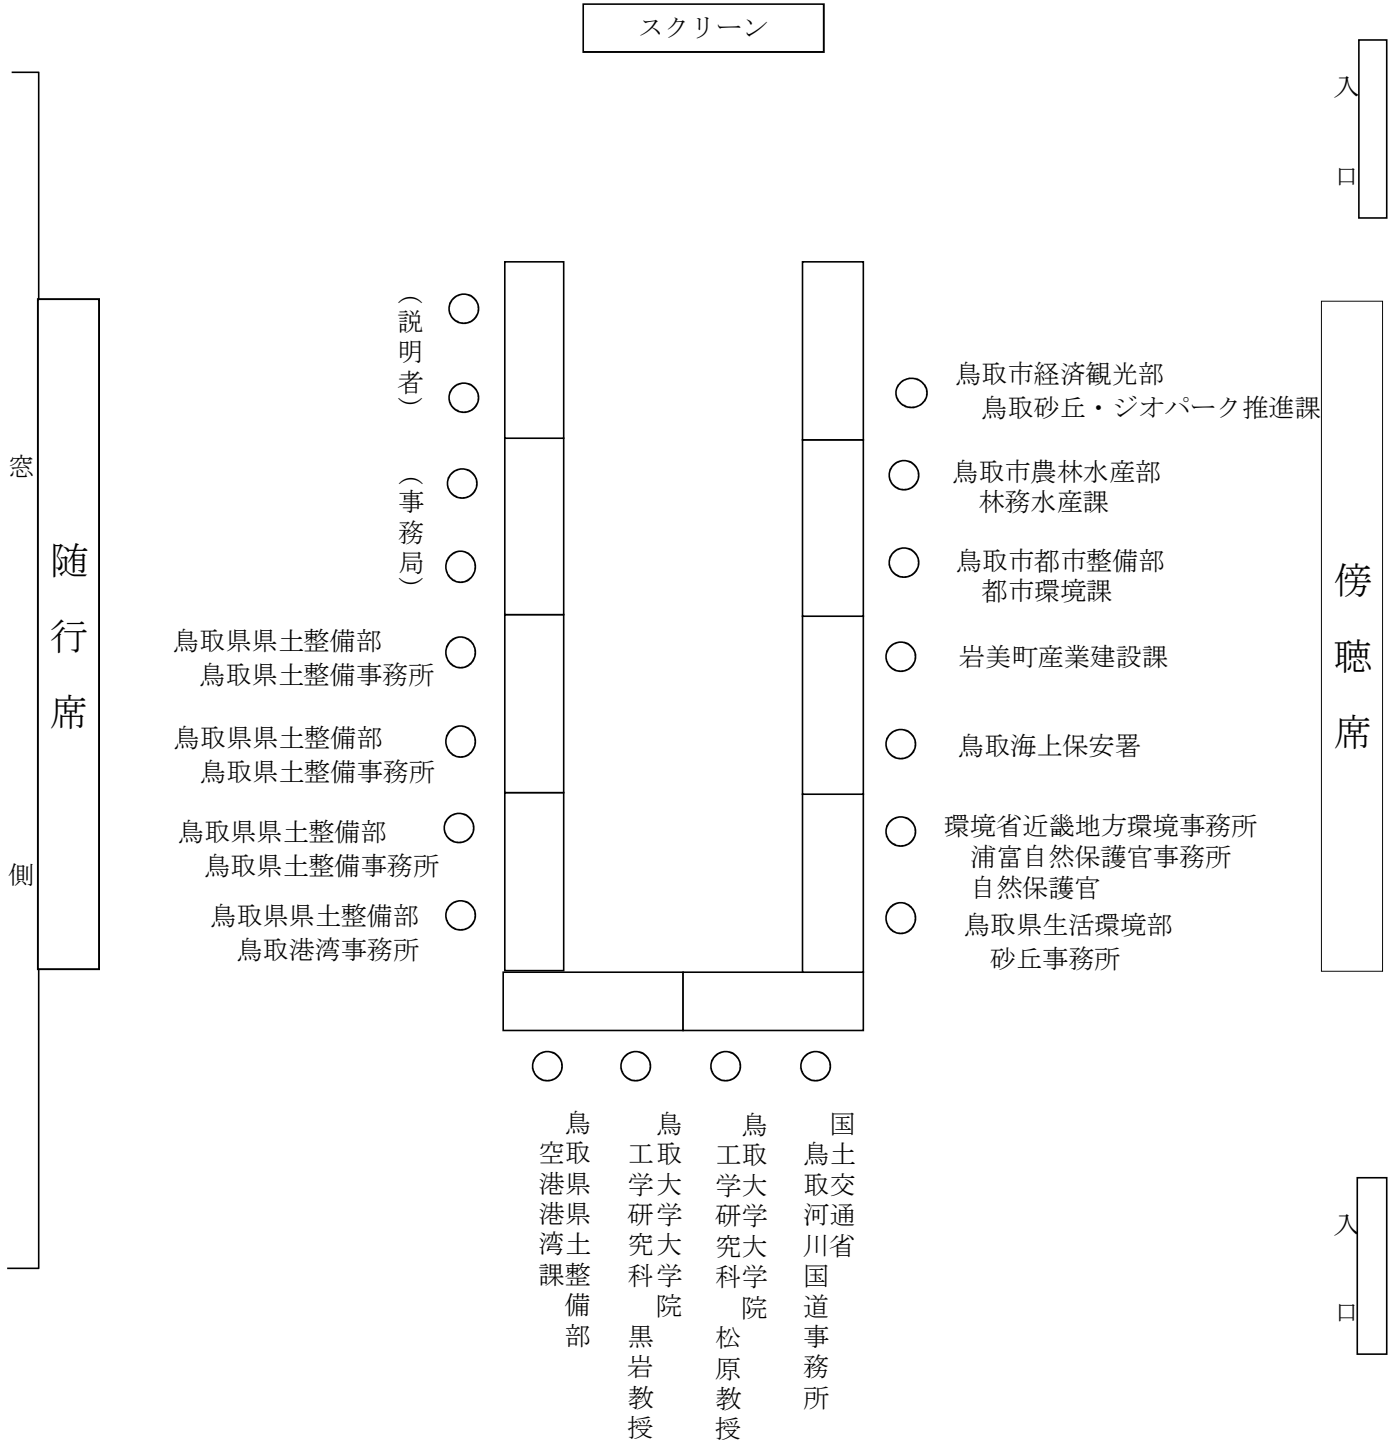 スクリーン
入口
窓側
随行席
（説明者）
（事務局）
鳥取県県土整備部
鳥取県土整備事務所
鳥取県県土整備部
鳥取県土整備事務所
鳥取県県土整備部
鳥取県土整備事務所
鳥取県県土整備部
鳥取港湾事務所
鳥取市経済観光部
鳥取砂丘・ジオパーク推進課
鳥取市農林水産部
林務水産課
鳥取市都市整備部
都市環境課
岩美町産業建設課
鳥取海上保安署
環境省近畿地方環境事務所
浦富自然保護官事務所
自然保護官
鳥取県生活環境部
砂丘事務所
傍聴席
国土交通省
鳥取河川国道事務所
鳥取大学大学院
工学研究科　松原教授
鳥取大学大学院
工学研究科　黒岩教授
鳥取県県土整備部
空港港湾課
入口